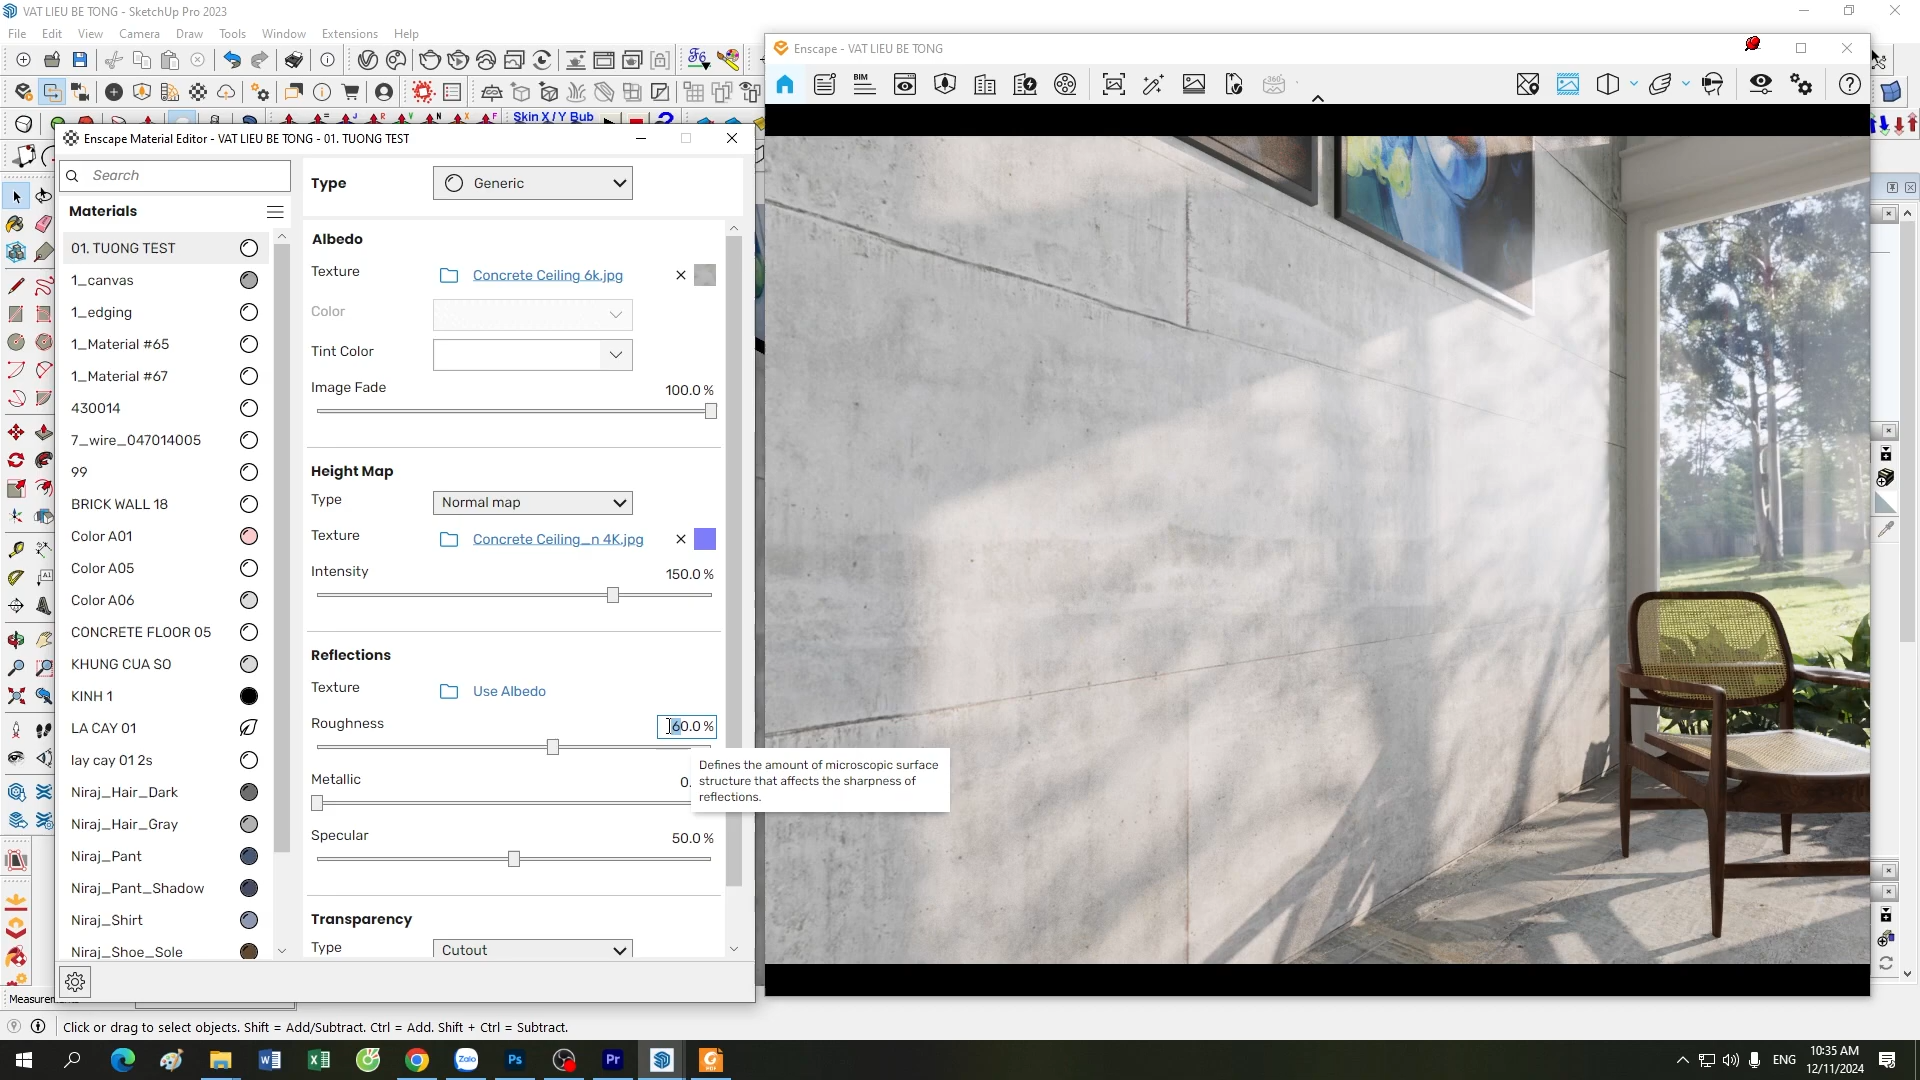 VAT LIEU BE TONG - SketchUp Pro 2023
File Edit View Camera Draw Tools Window Extensions Help
Enscape - VAT LIEU BE TONG
BIM
Skin X / Y Bub
Enscape Material Editor - VAT LIEU BE TONG - 01. TUONG TEST
Search
Materials
01. TUONG TEST
1_canvas
1_edging
1_Material #65
1_Material #67
430014
7_wire_047014005
99
BRICK WALL 18
Color A01
Color A05
Color A06
CONCRETE FLOOR 05
KHUNG CUA SO
KINH 1
LA CAY 01
lay cay 01 2s
Niraj_Hair_Dark
Niraj_Hair_Gray
Niraj_Pant
Niraj_Pant_Shadow
Niraj_Shirt
Niraj_Shoe_Sole
Type Generic
Albedo
Texture Concrete Ceiling 6k.jpg
Color
Tint Color
Image Fade 100.0 %
Height Map
Type Normal map
Texture Concrete Ceiling_n 4K.jpg
Intensity 150.0 %
Reflections
Texture Use Albedo
Roughness 60.0 %
Defines the amount of microscopic surface
structure that affects the sharpness of
reflections.
Metallic 0.
Specular 50.0 %
Transparency
Type Cutout
Click or drag to select objects. Shift = Add/Subtract. Ctrl = Add. Shift + Ctrl = Subtract.
Zalo
Ps
Pr
ENG
10:35 AM
12/11/2024